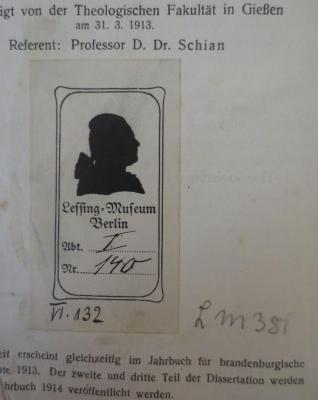 igt von der Theologischen Fakultät in Gießen
am 31. 3. 1913.
Referent: Professor D. Dr. Schian
Lessing-Museum
Berlin
Abt. I
Nr. 140
VI. 132
L M 381
eit erscheint gleichzeitig im Jahrbuch für brandenburgische
te 1913. Der zweite und dritte Teil der Dissertation werden
hrbuch 1914 veröffentlicht werden.